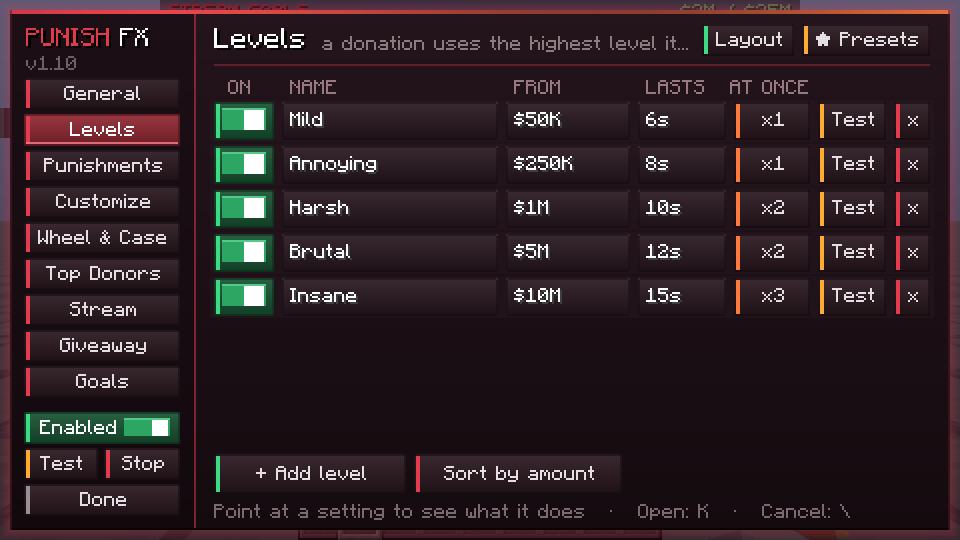 PUNISH FX
v1.10
General
Levels
Punishments
Customize
Wheel & Case
Top Donors
Stream
Giveaway
Goals
Enabled
Test Stop
Done
Levels a donation uses the highest level it… Layout Presets
ON NAME FROM LASTS AT ONCE
Mild $50K 6s x1 Test x
Annoying $250K 8s x1 Test x
Harsh $1M 10s x2 Test x
Brutal $5M 12s x2 Test x
Insane $10M 15s x3 Test x
+ Add level Sort by amount
Point at a setting to see what it does · Open: K · Cancel: \